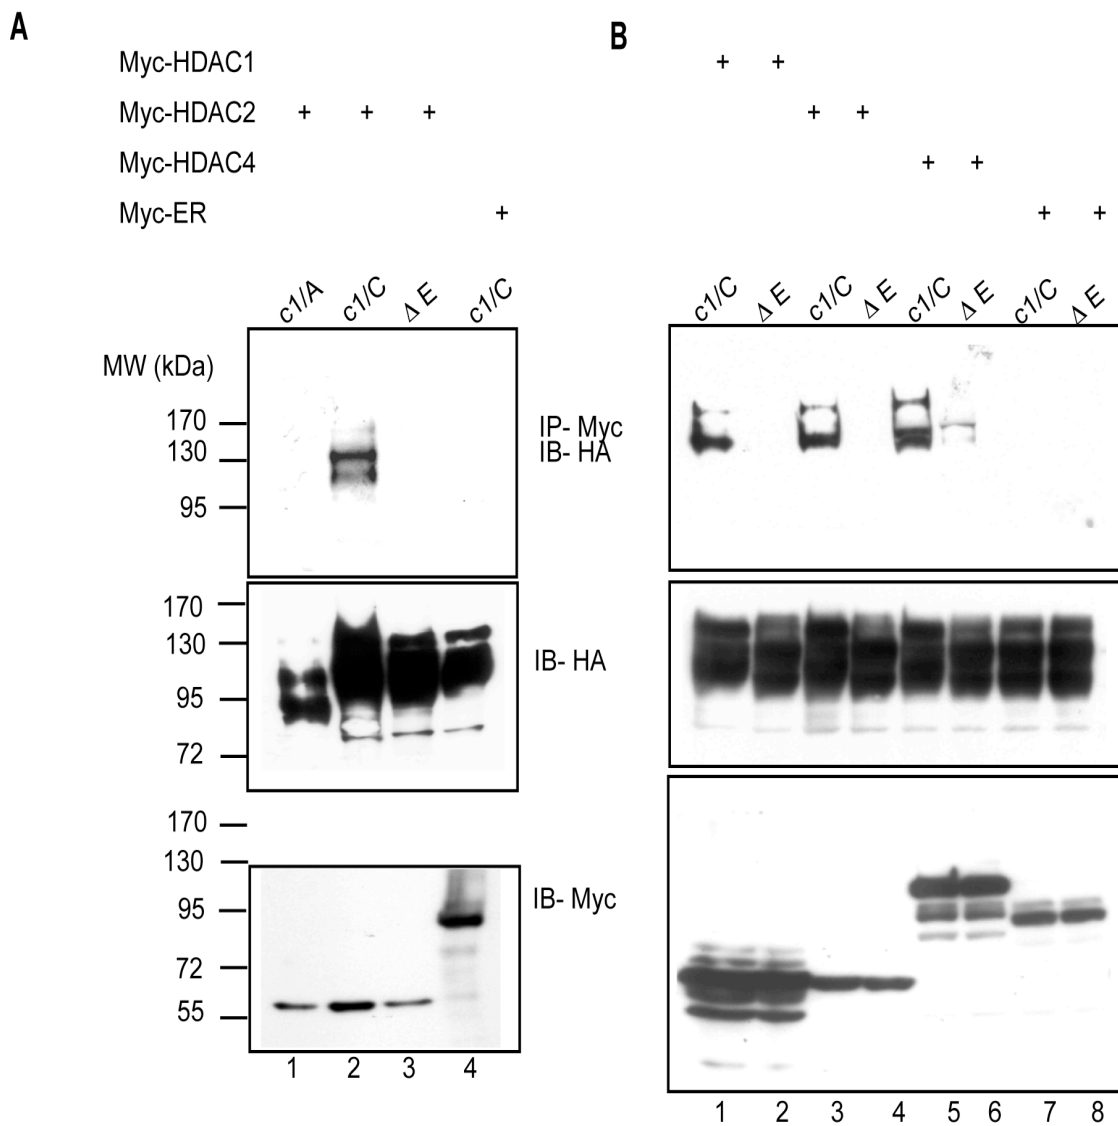 A
Myc-HDAC1
Myc-HDAC2 + + +
Myc-HDAC4
Myc-ER +
c1/A c1/C Δ E c1/C
MW (kDa)
170
130
95
IP- Myc
IB- HA
170
130
95
72
IB- HA
170
130
95
72
55
IB- Myc
1 2 3 4
B
+ +
+ +
+ +
+ +
c1/C Δ E c1/C Δ E c1/C Δ E c1/C Δ E
1 2 3 4 5 6 7 8